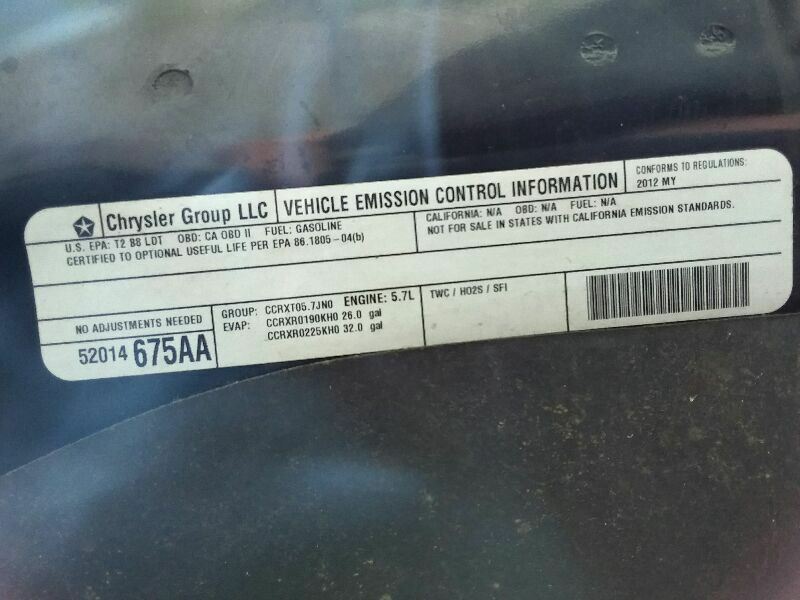 Chrysler Group LLC
VEHICLE EMISSION CONTROL INFORMATION
CONFORMS TO REGULATIONS:
2012 MY
U.S. EPA: T2 B8 LDT OBD: CA OBD II FUEL: GASOLINE
CERTIFIED TO OPTIONAL USEFUL LIFE PER EPA 86.1805-04(b)
CALIFORNIA: N/A OBD: N/A FUEL: N/A
NOT FOR SALE IN STATES WITH CALIFORNIA EMISSION STANDARDS.
NO ADJUSTMENTS NEEDED
52014 675AA
GROUP: CCRXT05.7JN0 ENGINE: 5.7L
EVAP: CCRXR0190KH0 26.0 gal
CCRXR0225KH0 32.0 gal
TWC / HO2S / SFI